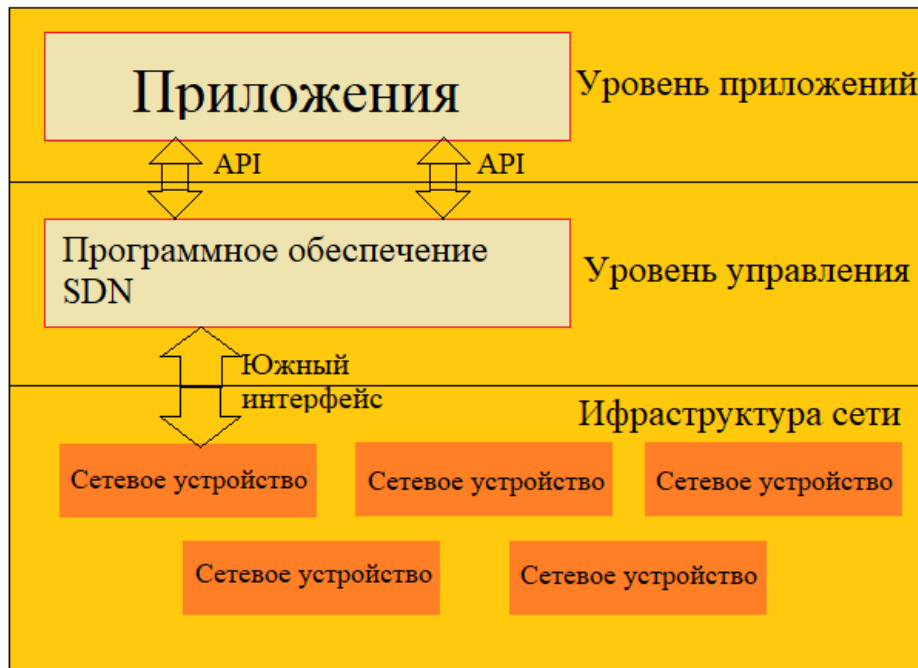 Приложения
Уровень приложений
API
API
Программное обеспечение
SDN
Уровень управления
Южный
интерфейс
Ифраструктура сети
Сетевое устройство
Сетевое устройство
Сетевое устройство
Сетевое устройство
Сетевое устройство